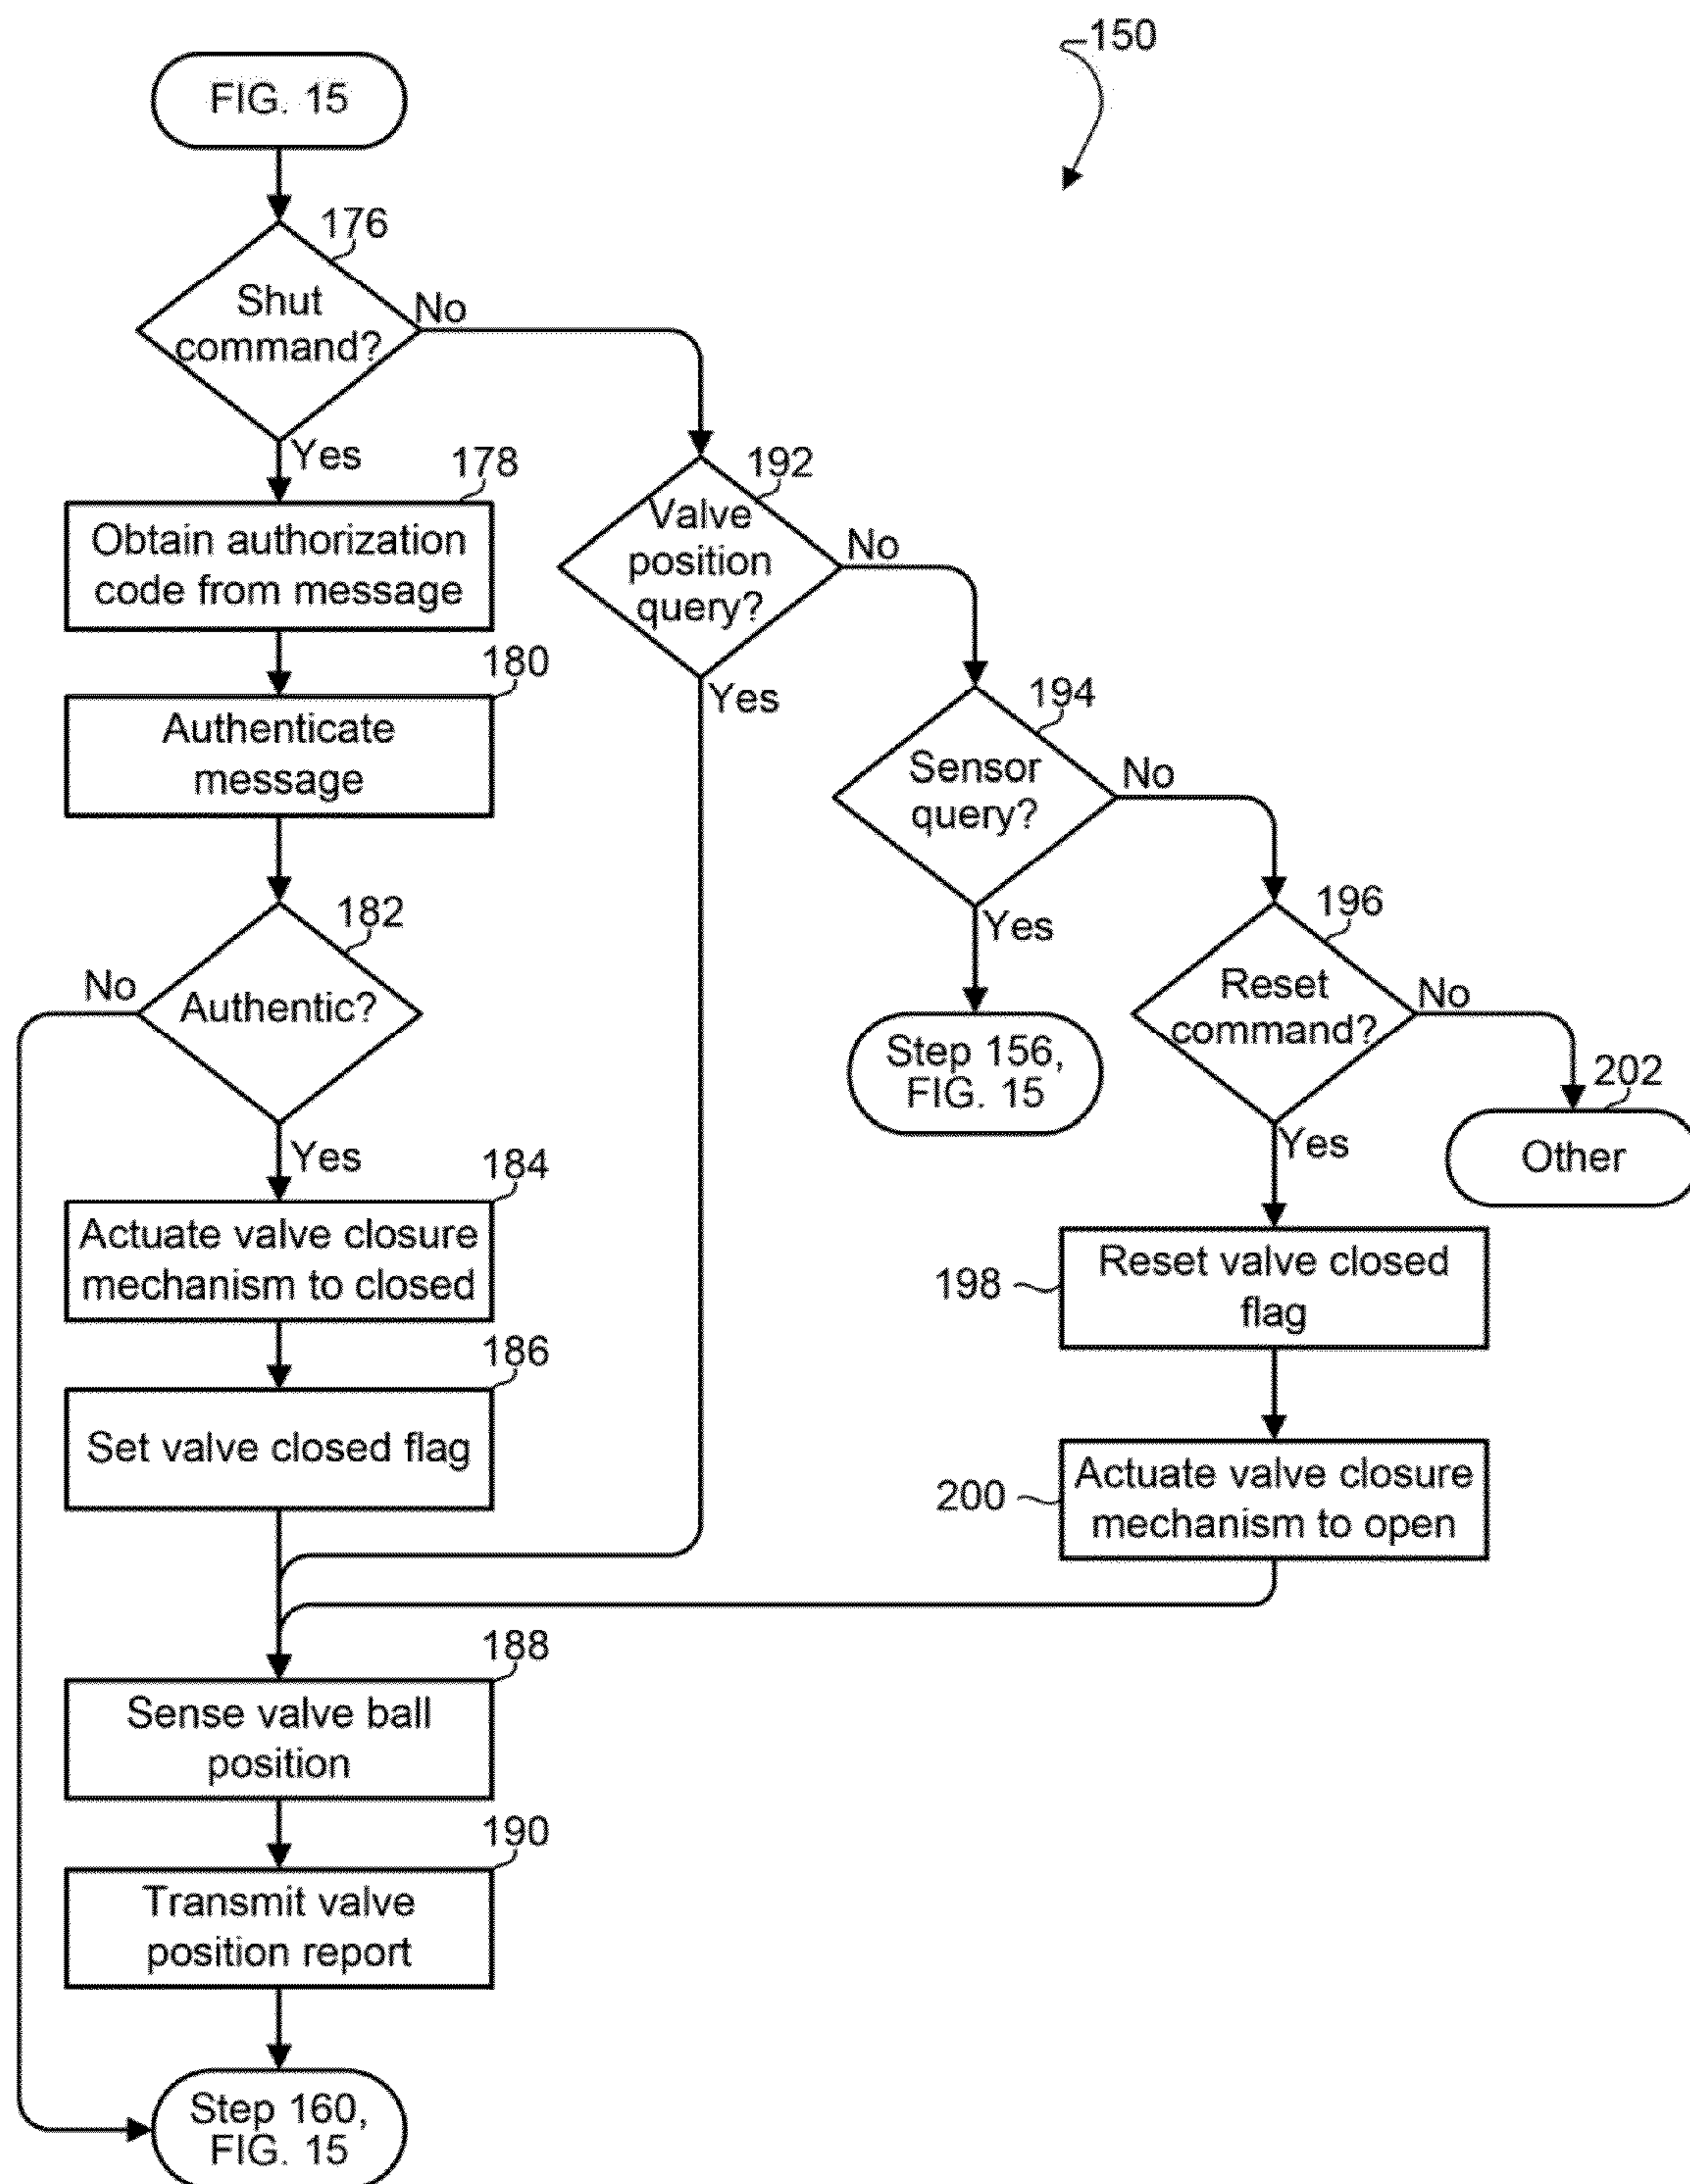 150
FIG. 15
176
Shut
command?
No
Yes
178
Obtain authorization
code from message
192
Valve
position
query?
No
Yes
180
Authenticate
message
194
Sensor
query?
No
Yes
182
Authentic?
No
Yes
196
Reset
command?
No
Yes
Step 156,
FIG. 15
202
Other
184
Actuate valve closure
mechanism to closed
198
Reset valve closed
flag
186
Set valve closed flag
200
Actuate valve closure
mechanism to open
188
Sense valve ball
position
190
Transmit valve
position report
Step 160,
FIG. 15